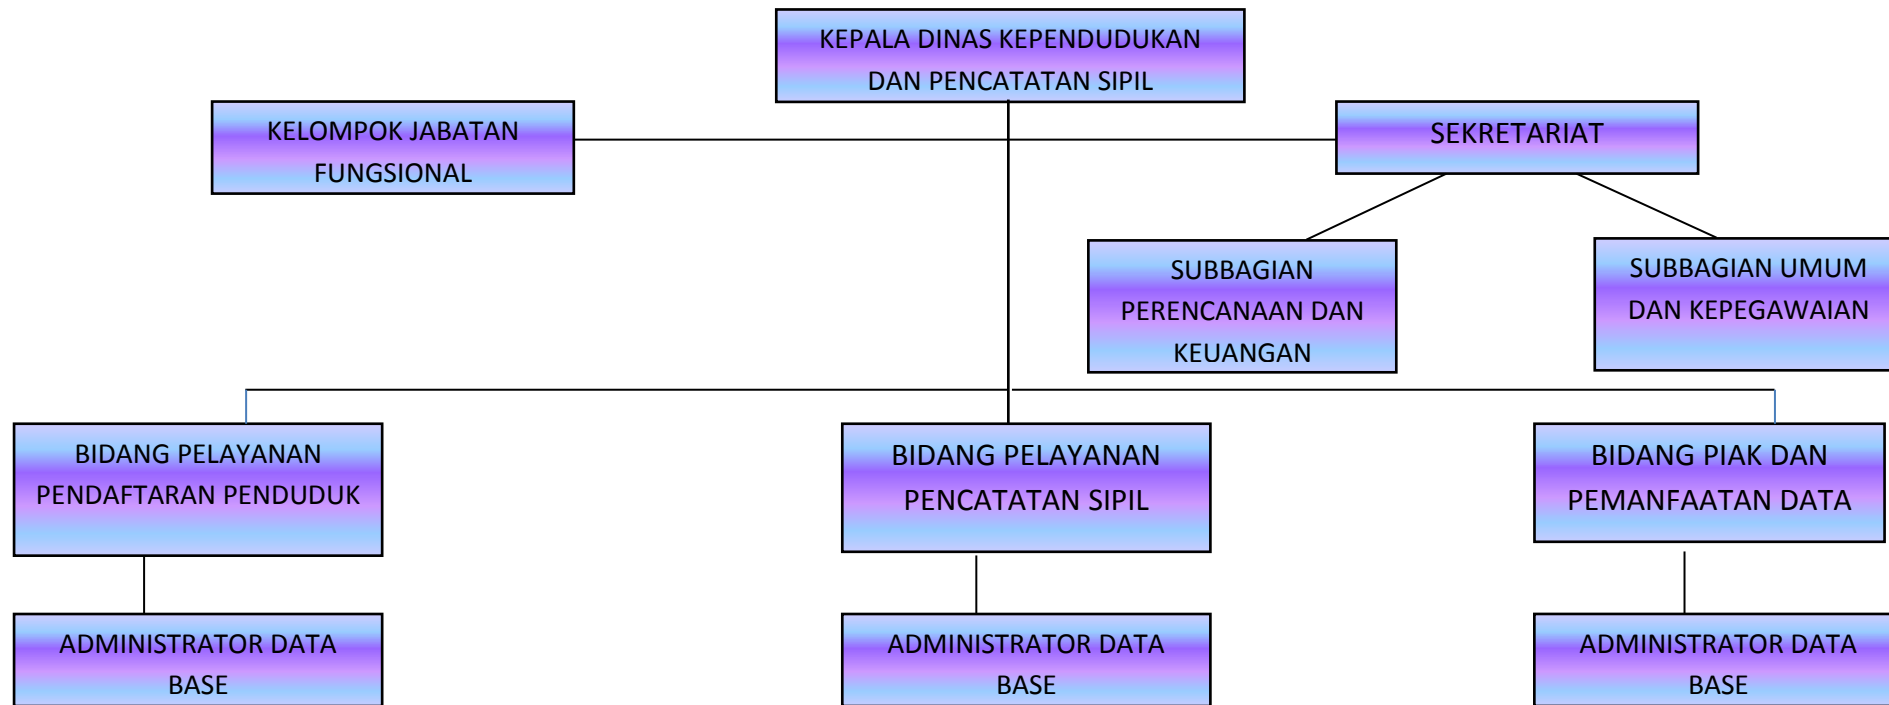 KEPALA DINAS KEPENDUDUKAN
DAN PENCATATAN SIPIL
KELOMPOK JABATAN
FUNGSIONAL
SEKRETARIAT
SUBBAGIAN
PERENCANAAN DAN
KEUANGAN
SUBBAGIAN UMUM
DAN KEPEGAWAIAN
BIDANG PELAYANAN
PENDAFTARAN PENDUDUK
BIDANG PELAYANAN
PENCATATAN SIPIL
BIDANG PIAK DAN
PEMANFAATAN DATA
ADMINISTRATOR DATA
BASE
ADMINISTRATOR DATA
BASE
ADMINISTRATOR DATA
BASE